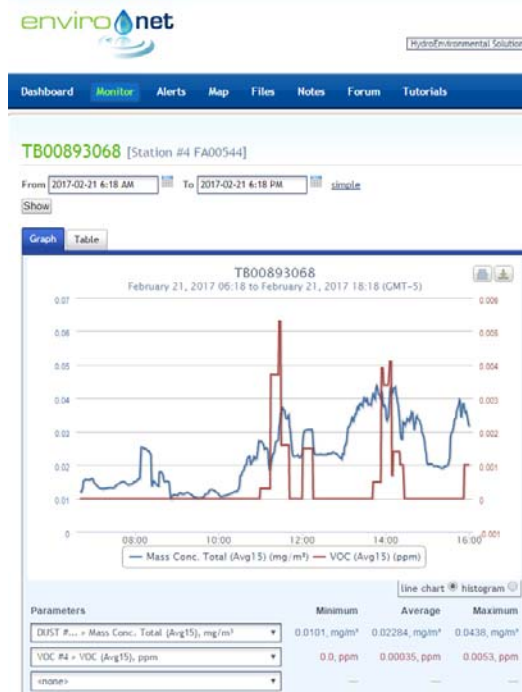 environet
HydroEnvironmental Solution
Dashboard Monitor Alerts Map Files Notes Forum Tutorials
TB00893068 [Station #4 FA00544]
From 2017-02-21 6:18 AM To 2017-02-21 6:18 PM simple
Show
Graph Table
TB00893068
February 21, 2017 06:18 to February 21, 2017 18:18 (GMT-5)
0.07 0.006
0.06 0.005
0.05 0.004
0.04 0.003
0.03 0.002
0.02 0.001
0.01 0
0 -0.001
08:00 10:00 12:00 14:00 16:00
Mass Conc. Total (Avg15) (mg/m³) VOC (Avg15) (ppm)
line chart histogram
Parameters Minimum Average Maximum
DUST #... » Mass Conc. Total (Avg15), mg/m³ 0.0101, mg/m³ 0.02284, mg/m³ 0.0438, mg/m³
VOC #4 » VOC (Avg15), ppm 0.0, ppm 0.00035, ppm 0.0053, ppm
<none> — — —